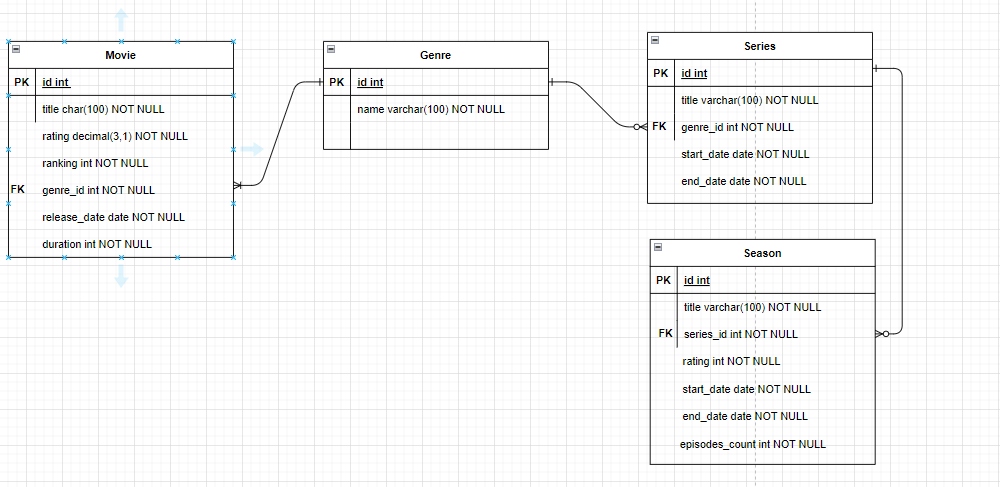 Movie
PK id int
title char(100) NOT NULL
rating decimal(3,1) NOT NULL
ranking int NOT NULL
FK genre_id int NOT NULL
release_date date NOT NULL
duration int NOT NULL
Genre
PK id int
name varchar(100) NOT NULL
Series
PK id int
title varchar(100) NOT NULL
FK genre_id int NOT NULL
start_date date NOT NULL
end_date date NOT NULL
Season
PK id int
title varchar(100) NOT NULL
FK series_id int NOT NULL
rating int NOT NULL
start_date date NOT NULL
end_date date NOT NULL
episodes_count int NOT NULL